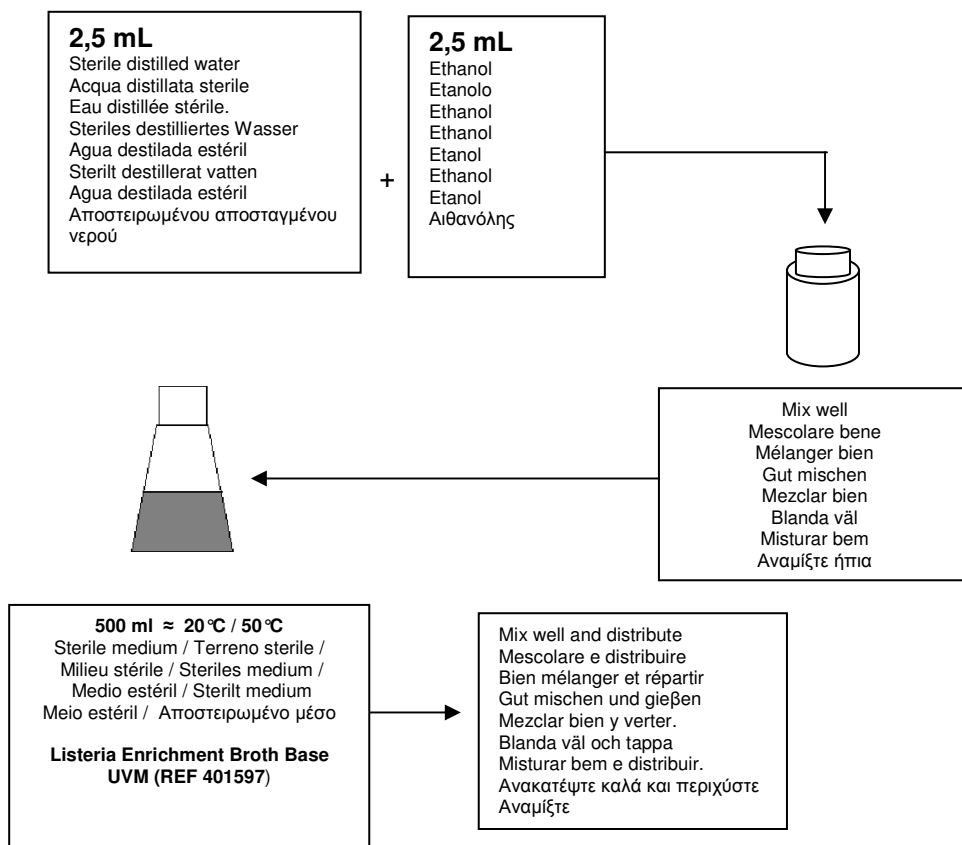 2,5 mL
Sterile distilled water
Acqua distillata sterile
Eau distillée stérile.
Steriles destilliertes Wasser
Agua destilada estéril
Sterilt destillerat vatten
Agua destilada estéril
Αποστειρωμένου αποσταγμένου
νερού
+
2,5 mL
Ethanol
Etanolo
Ethanol
Ethanol
Etanol
Ethanol
Etanol
Αιθανόλης
Mix well
Mescolare bene
Mélanger bien
Gut mischen
Mezclar bien
Blanda väl
Misturar bem
Αναμίξτε ήπια
500 ml ≈ 20°C / 50°C
Sterile medium / Terreno sterile /
Milieu stérile / Steriles medium /
Medio estéril / Sterilt medium
Meio estéril / Αποστειρωμένο μέσο
Listeria Enrichment Broth Base
UVM (REF 401597)
Mix well and distribute
Mescolare e distribuire
Bien mélanger et répartir
Gut mischen und gieβen
Mezclar bien y verter.
Blanda väl och tappa
Misturar bem e distribuir.
Ανακατέψτε καλά και περιχύστε
Αναμίξτε